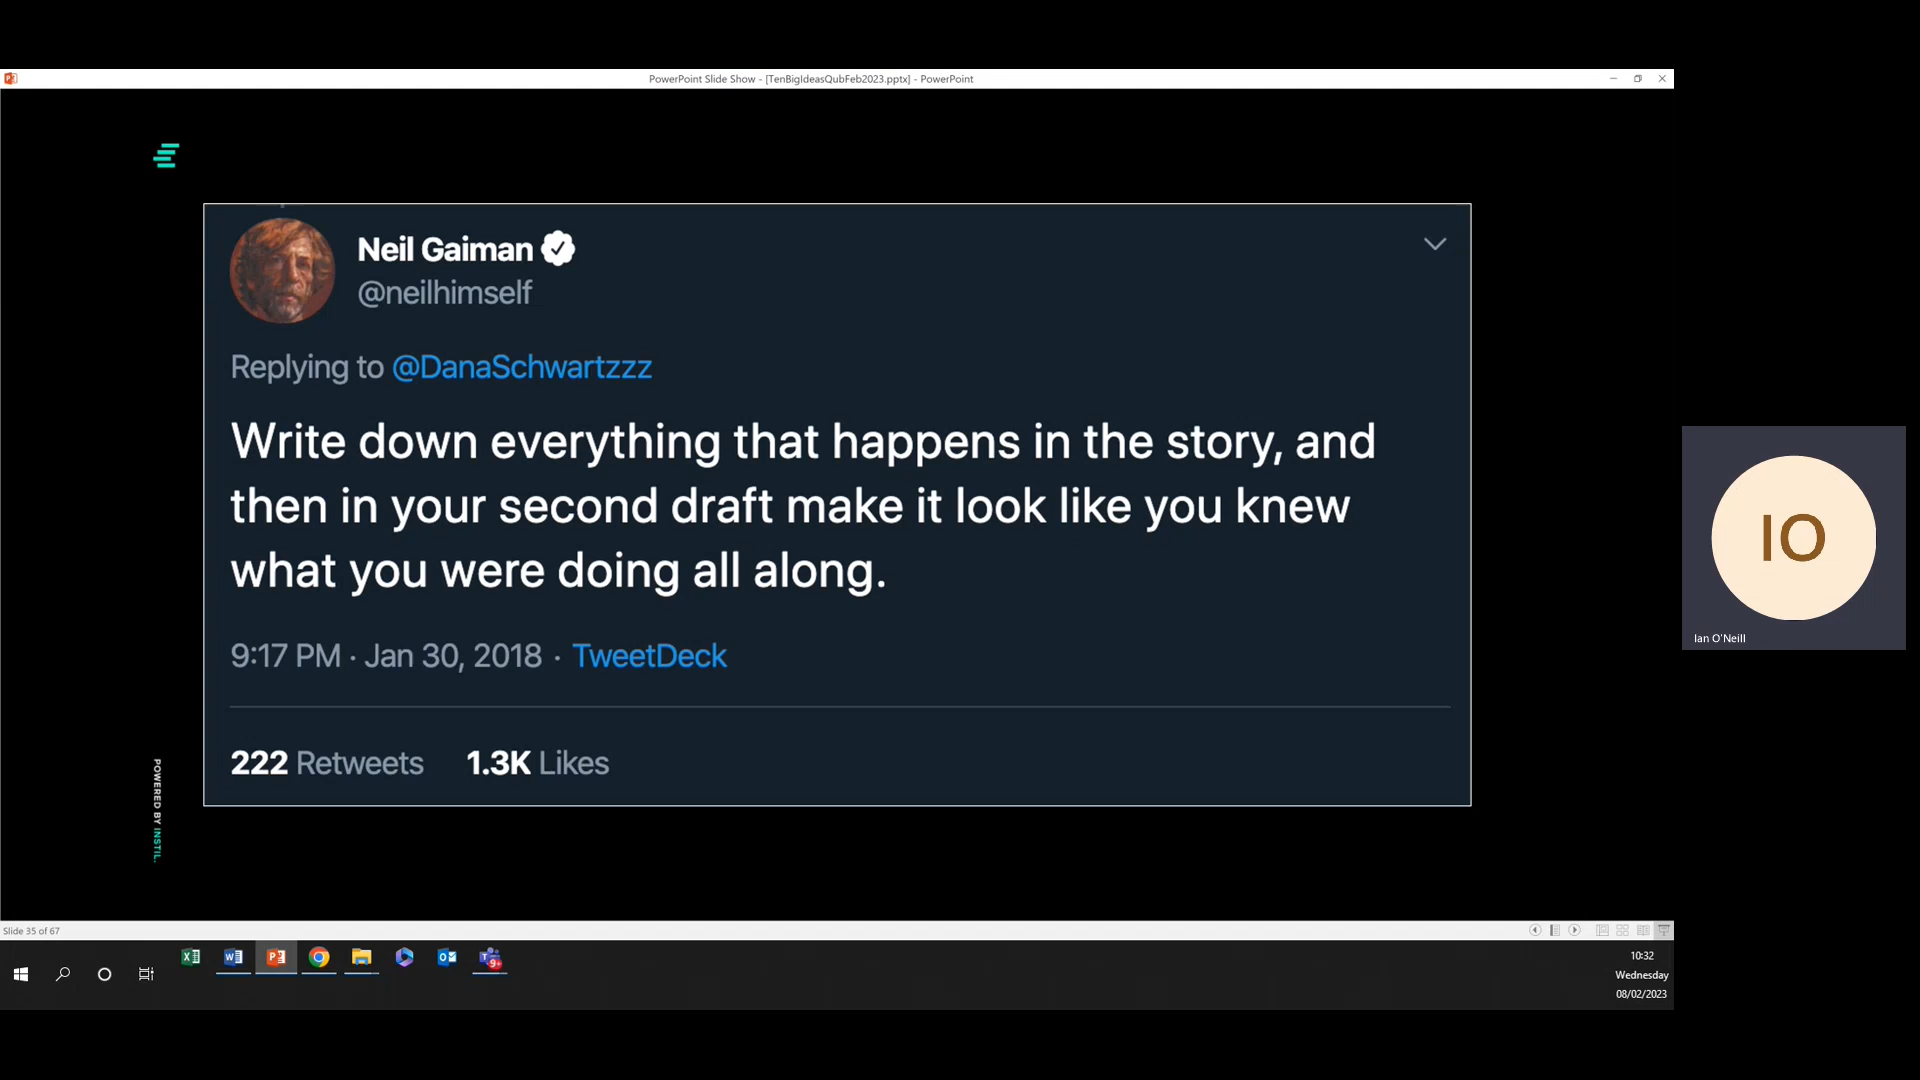 PowerPoint Slide Show - [TenBigIdeasQubFeb2023.pptx] - PowerPoint
Neil Gaiman
@neilhimself
Replying to @DanaSchwartzzz
Write down everything that happens in the story, and
then in your second draft make it look like you knew
what you were doing all along.
9:17 PM · Jan 30, 2018 · TweetDeck
222 Retweets 1.3K Likes
POWERED BY INSTIL.
IO
Ian O'Neill
Slide 35 of 67
9+
10:32
Wednesday
08/02/2023